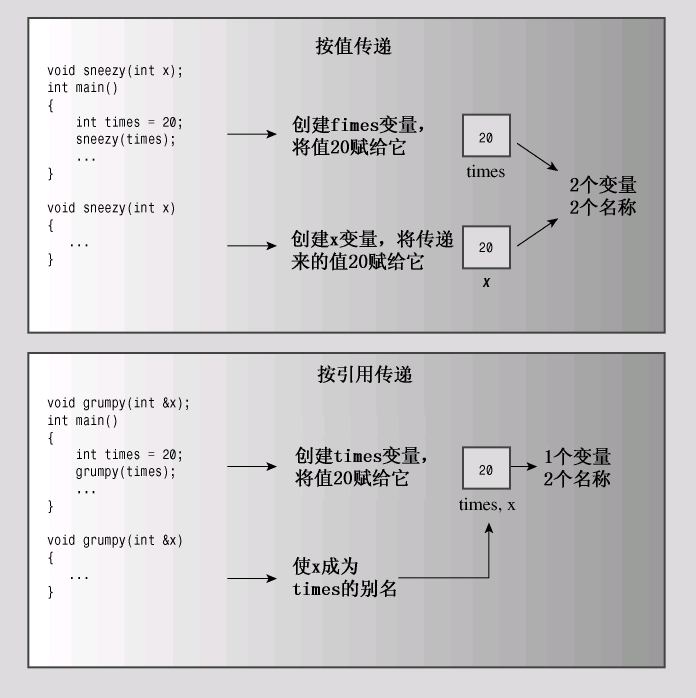 按值传递
void sneezy(int x);
int main()
{
int times = 20;
sneezy(times);
...
}
void sneezy(int x)
{
...
}
创建fimes变量，
将值20赋给它
20
times
创建x变量，将传递
来的值20赋给它
20
x
2个变量
2个名称
按引用传递
void grumpy(int &x);
int main()
{
int times = 20;
grumpy(times);
...
}
void grumpy(int &x)
{
...
}
创建times变量，
将值20赋给它
20
times, x
1个变量
2个名称
使x成为
times的别名